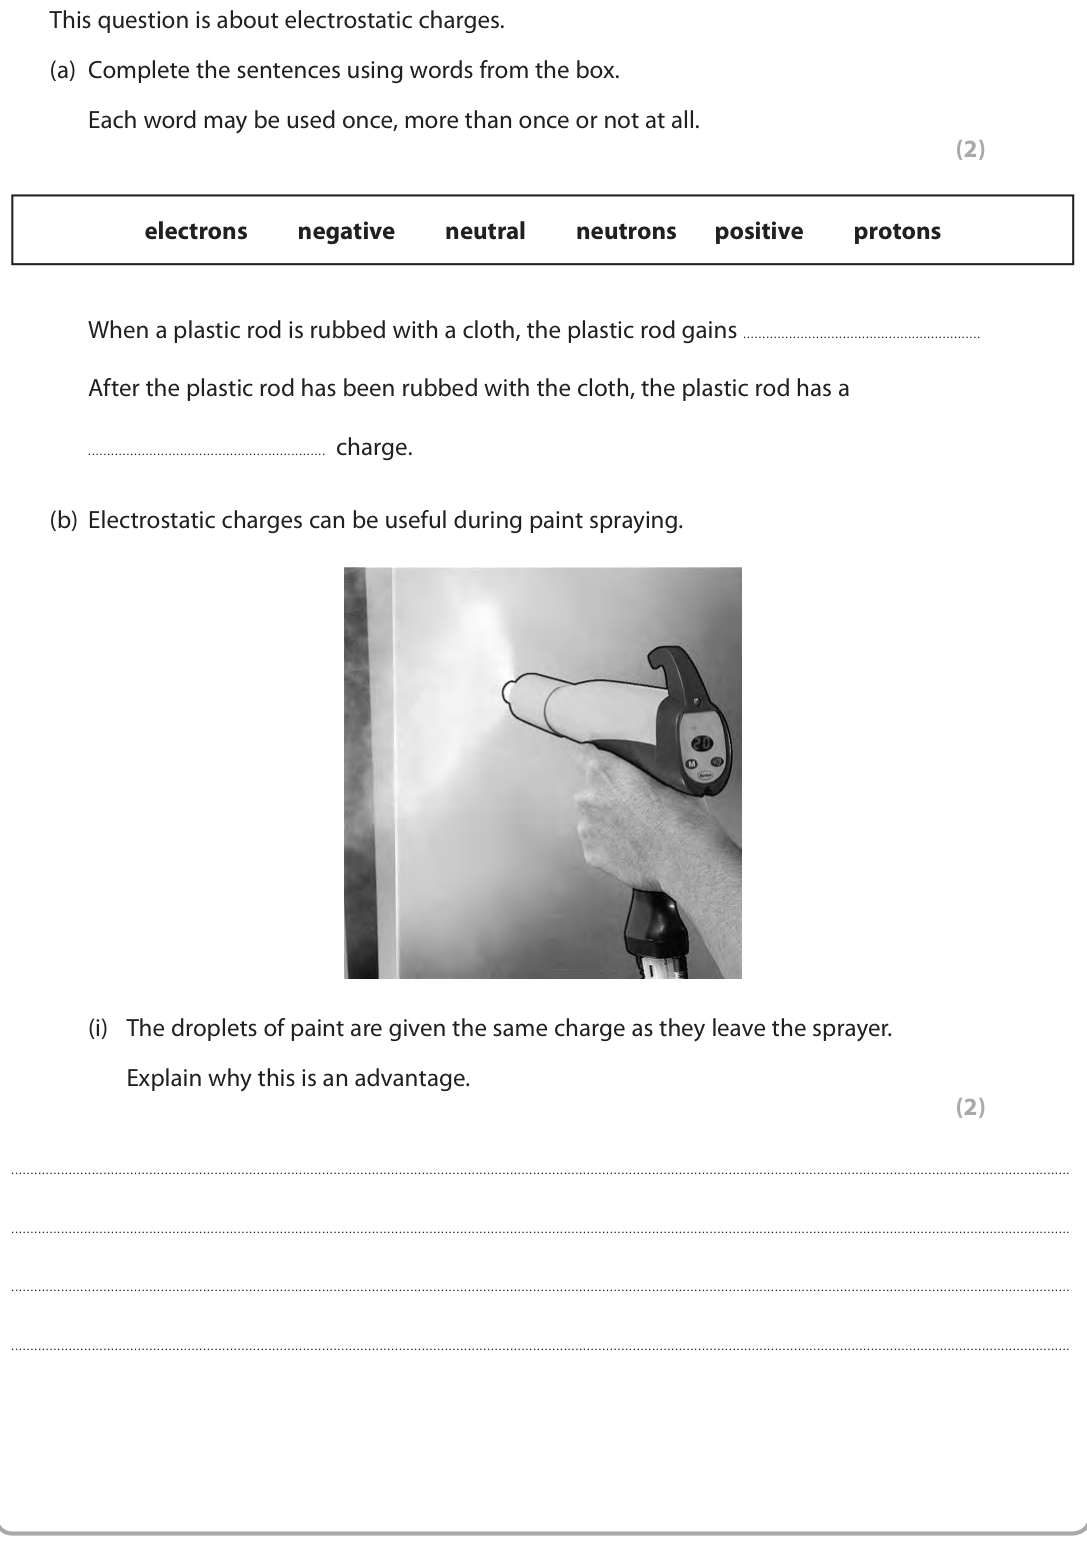 This question is about electrostatic charges.
(a) Complete the sentences using words from the box.
Each word may be used once, more than once or not at all.
(2)
electrons negative neutral neutrons positive protons
When a plastic rod is rubbed with a cloth, the plastic rod gains
After the plastic rod has been rubbed with the cloth, the plastic rod has a
charge.
(b) Electrostatic charges can be useful during paint spraying.
20
M
(i) The droplets of paint are given the same charge as they leave the sprayer.
Explain why this is an advantage.
(2)